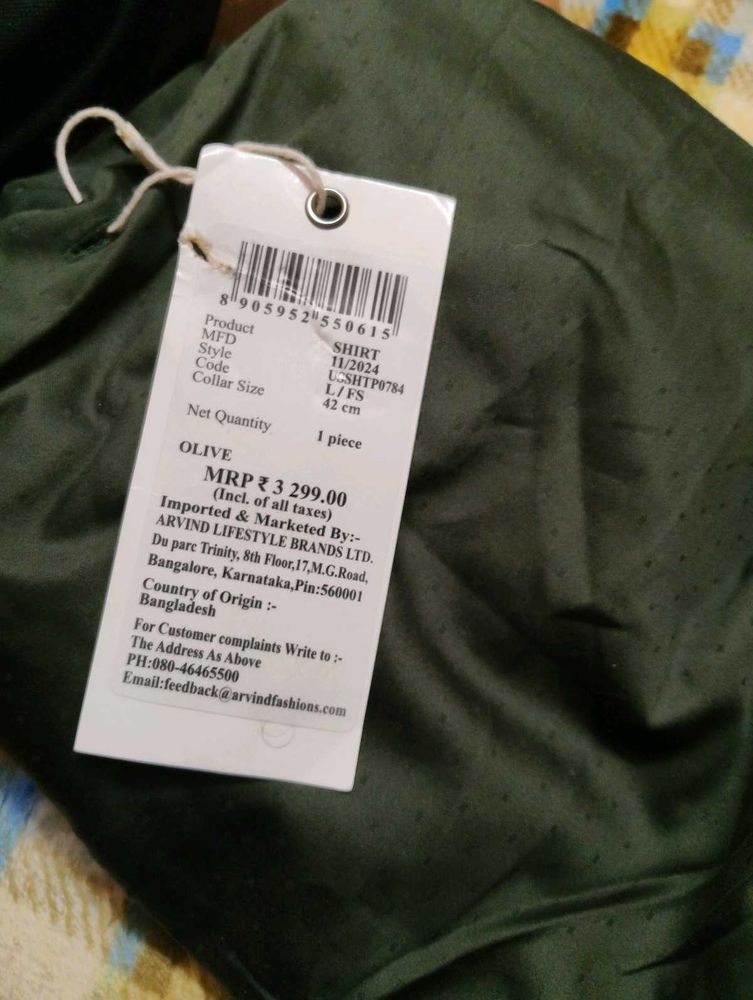 8 905952 550615
Product SHIRT
MFD 11/2024
Style USSHTP0784
Code L/FS
Collar Size 42 cm
Net Quantity 1 piece
OLIVE
MRP ₹ 3 299.00
(Incl. of all taxes)
Imported & Marketed By:-
ARVIND LIFESTYLE BRANDS LTD.
Du parc Trinity, 8th Floor,17,M.G.Road,
Bangalore, Karnataka,Pin:560001
Country of Origin :-
Bangladesh
For Customer complaints Write to :-
The Address As Above
PH:080-46465500
Email:feedback@arvindfashions.com